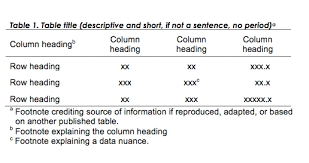 Table 1. Table title (descriptive and short, if not a sentence, no period)a
Column headingb Column heading Column heading Column heading
Row heading xx xx xxx.x
Row heading xxx xxxc xx.x
Row heading xx xxx xxxxx.x
a Footnote crediting source of information if reproduced, adapted, or based
on another published table.
b Footnote explaining the column heading
c Footnote explaining a data nuance.